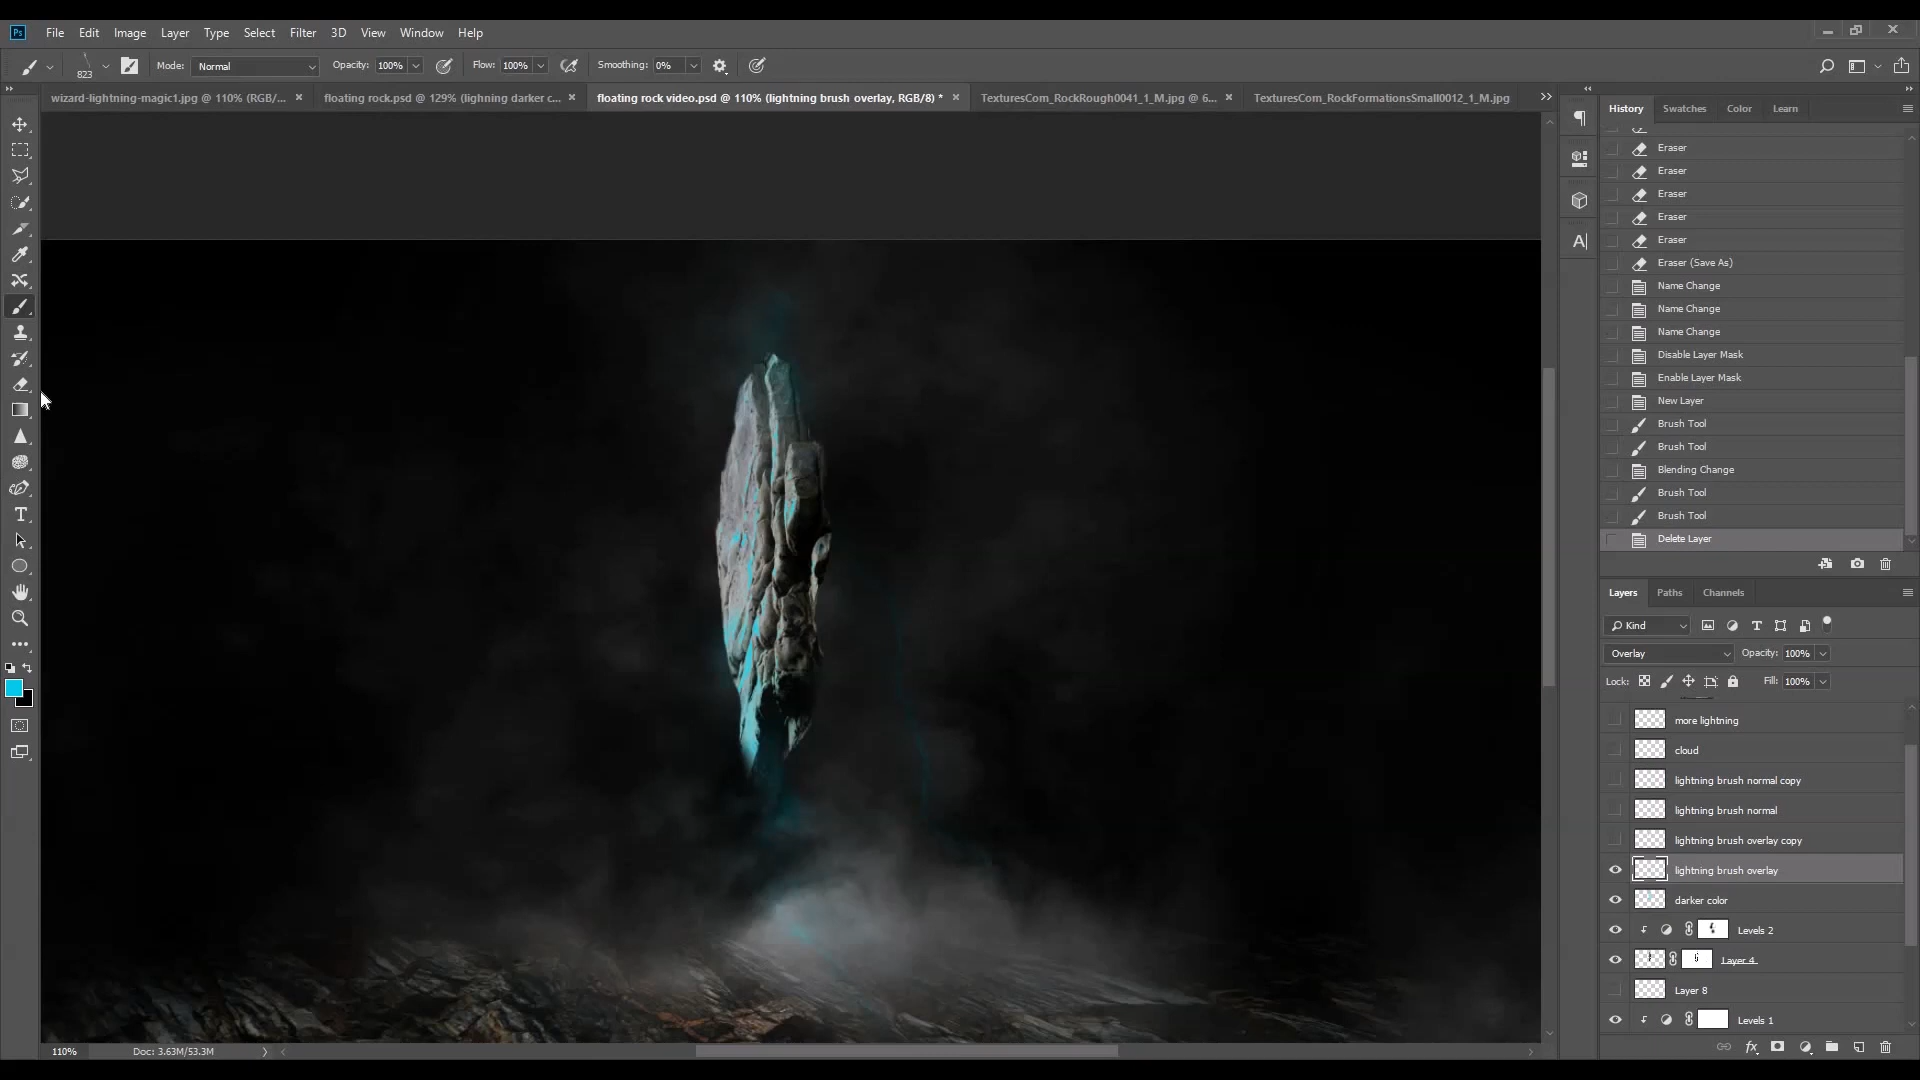 Ps File Edit Image Layer Type Select Filter 3D View Window Help
823 Mode: Normal Opacity: 100% Flow: 100% Smoothing: 0%
wizard-lightning-magic1.jpg @ 110% (RGB/... × floating rock.psd @ 129% (lighning darker c... × floating rock video.psd @ 110% (lightning brush overlay, RGB/8) * × TexturesCom_RockRough0041_1_M.jpg @ 6... × TexturesCom_RockFormationsSmall0012_1_M.jpg
History Swatches Color Learn
Eraser
Eraser
Eraser
Eraser
Eraser
Eraser (Save As)
Name Change
Name Change
Name Change
Disable Layer Mask
Enable Layer Mask
New Layer
Brush Tool
Brush Tool
Blending Change
Brush Tool
Brush Tool
Delete Layer
Layers Paths Channels
Kind
Overlay Opacity: 100%
Lock: Fill: 100%
more lightning
cloud
lightning brush normal copy
lightning brush normal
lightning brush overlay copy
lightning brush overlay
darker color
Levels 2
Layer 4
Layer 8
Levels 1
110% Doc: 3.63M/53.3M